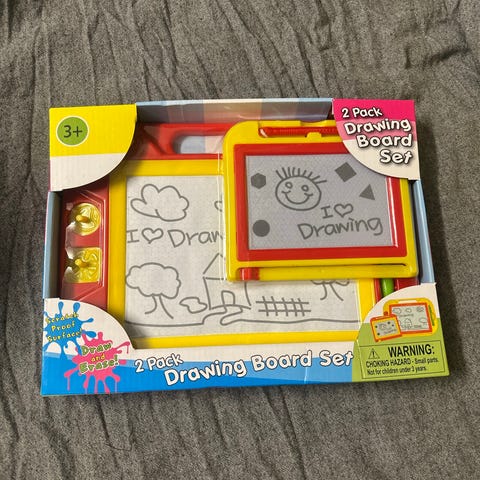 3+
2 Pack
Drawing
Board
Set
I
Drawing
I Draw
Scratch
Proof
Surface!
Draw
and
Erase!
2 Pack Drawing Board Set
WARNING:
CHOKING HAZARD - Small parts.
Not for children under 3 years.